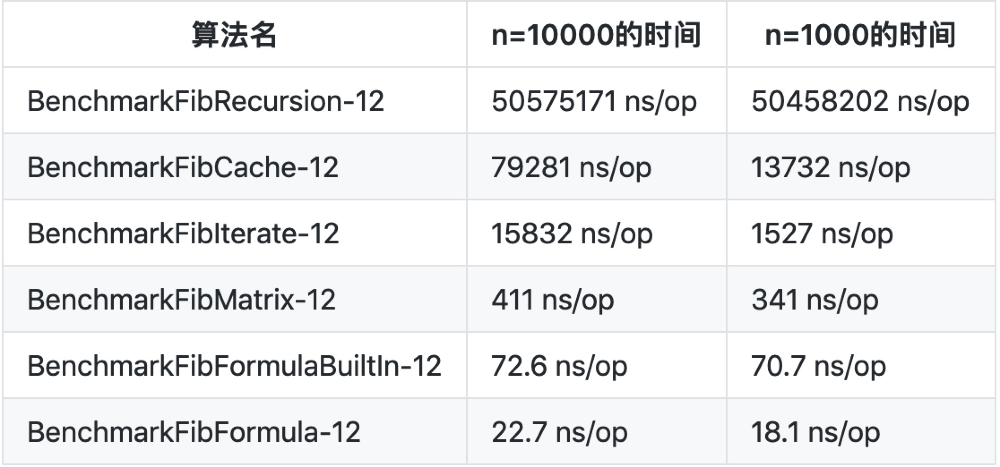 算法名 n=10000的时间 n=1000的时间
BenchmarkFibRecursion-12 50575171 ns/op 50458202 ns/op
BenchmarkFibCache-12 79281 ns/op 13732 ns/op
BenchmarkFibIterate-12 15832 ns/op 1527 ns/op
BenchmarkFibMatrix-12 411 ns/op 341 ns/op
BenchmarkFibFormulaBuiltIn-12 72.6 ns/op 70.7 ns/op
BenchmarkFibFormula-12 22.7 ns/op 18.1 ns/op